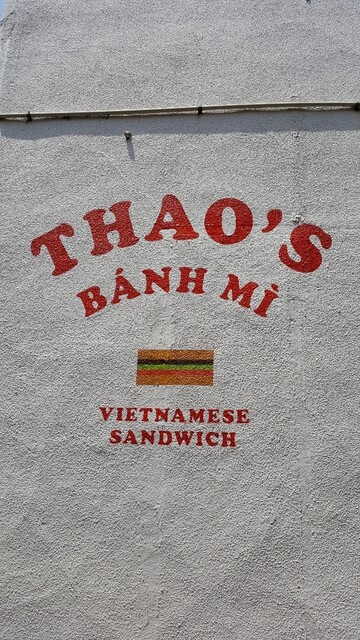 THAO'S
BÁNH MÌ
VIETNAMESE
SANDWICH